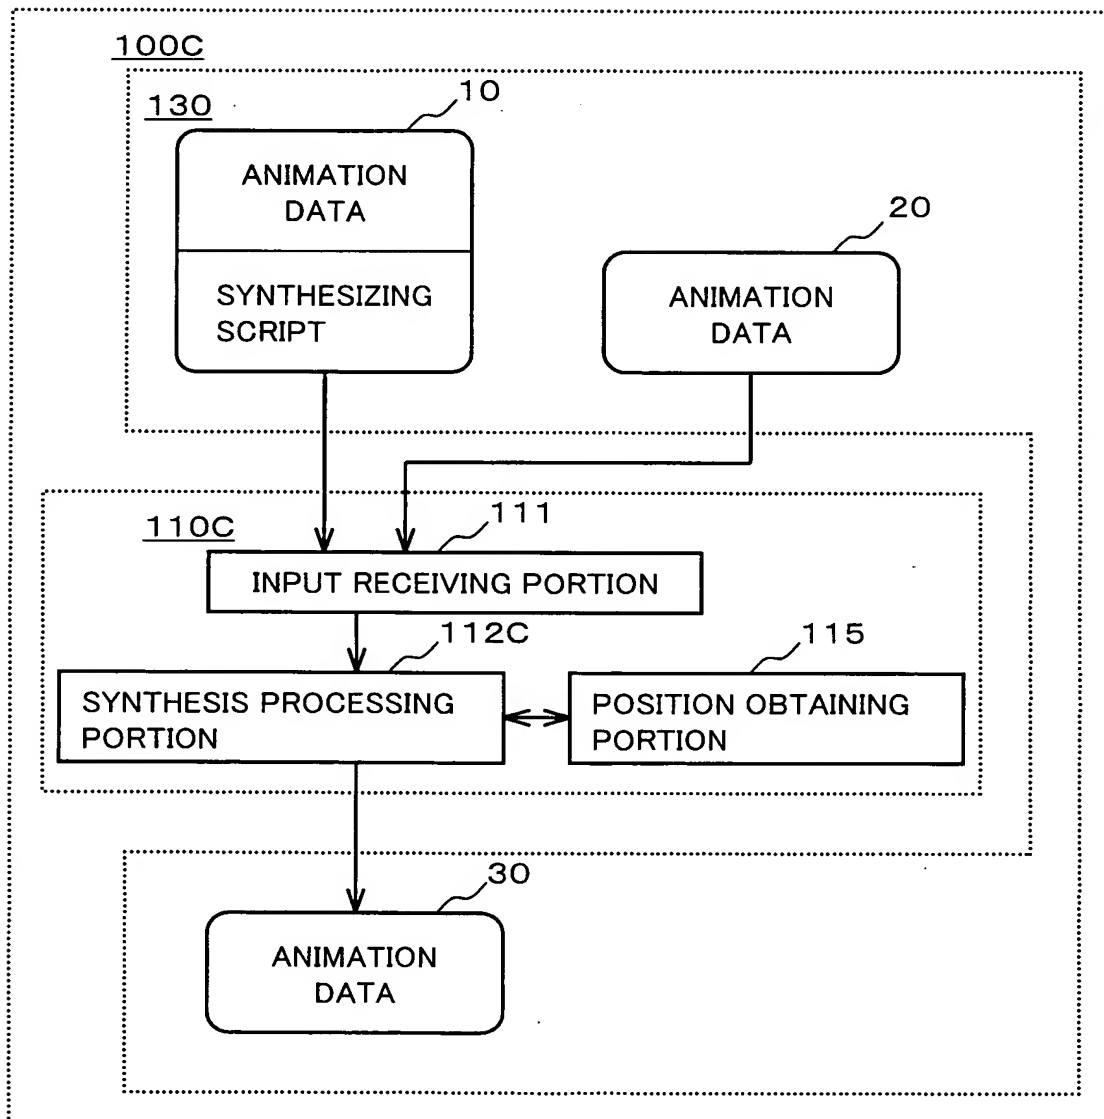 100C
130
10
ANIMATION
DATA
SYNTHESIZING
SCRIPT
20
ANIMATION
DATA
110C
111
INPUT RECEIVING PORTION
112C
SYNTHESIS PROCESSING
PORTION
115
POSITION OBTAINING
PORTION
30
ANIMATION
DATA